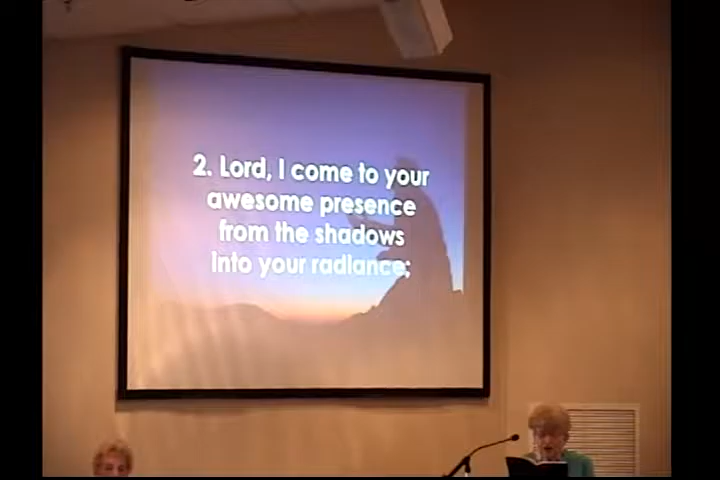 2. Lord, I come to your
awesome presence
from the shadows
into your radiance;